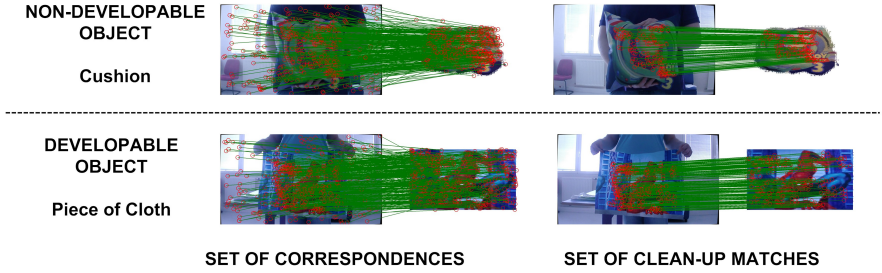 NON-DEVELOPABLE
OBJECT
Cushion
DEVELOPABLE
OBJECT
Piece of Cloth
SET OF CORRESPONDENCES
SET OF CLEAN-UP MATCHES